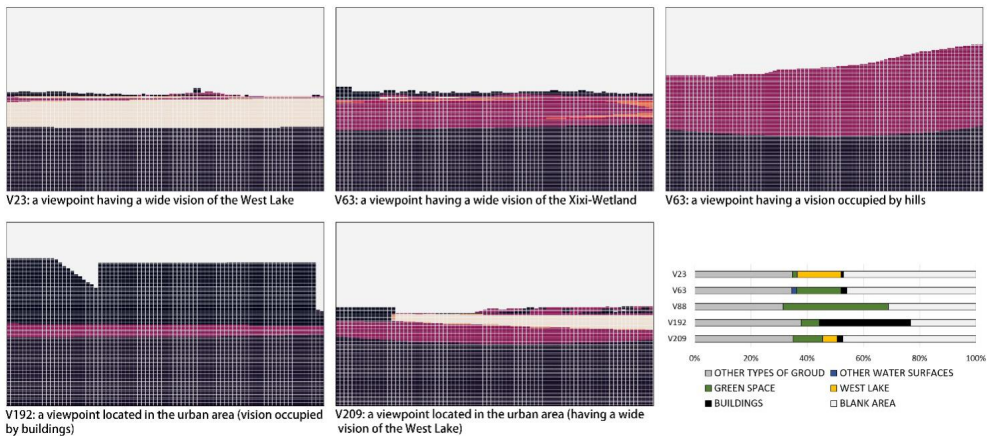 V23: a viewpoint having a wide vision of the West Lake
V63: a viewpoint having a wide vision of the Xixi-Wetland
V63: a viewpoint having a vision occupied by hills
V192: a viewpoint located in the urban area (vision occupied
by buildings)
V209: a viewpoint located in the urban area (having a wide
vision of the West Lake)
V23
V63
V88
V192
V209
0% 20% 40% 60% 80% 100%
OTHER TYPES OF GROUD OTHER WATER SURFACES
GREEN SPACE WEST LAKE
BUILDINGS BLANK AREA